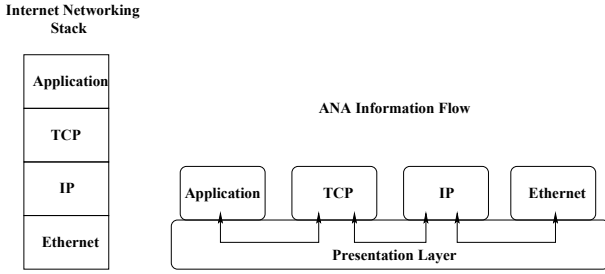 Internet Networking
Stack
Application
TCP
IP
Ethernet
ANA Information Flow
Application
TCP
IP
Ethernet
Presentation Layer